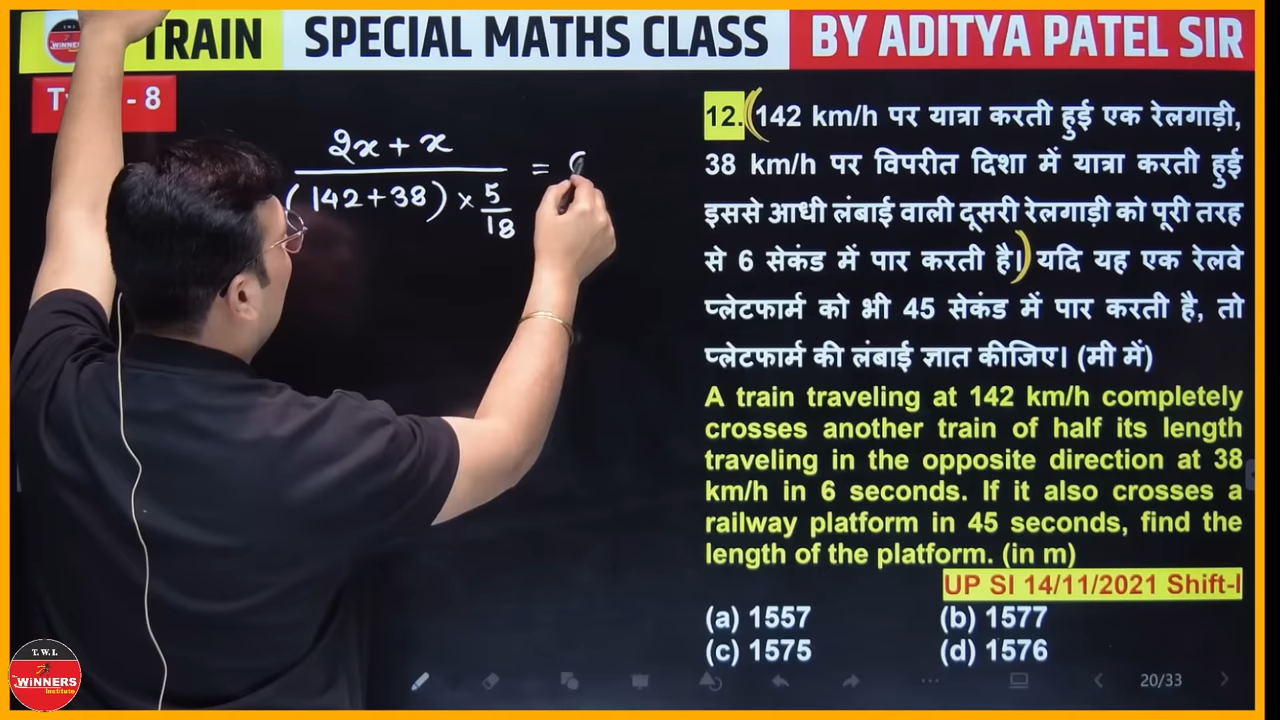 TRAIN SPECIAL MATHS CLASS BY ADITYA PATEL SIR
WINNERS
- 8
2x + x
(142+38) × 5/18 =
12. (142 km/h पर यात्रा करती हुई एक रेलगाड़ी,
38 km/h पर विपरीत दिशा में यात्रा करती हुई
इससे आधी लंबाई वाली दूसरी रेलगाड़ी को पूरी तरह
से 6 सेकंड में पार करती है।) यदि यह एक रेलवे
प्लेटफार्म को भी 45 सेकंड में पार करती है, तो
प्लेटफार्म की लंबाई ज्ञात कीजिए। (मी में)
A train traveling at 142 km/h completely
crosses another train of half its length
traveling in the opposite direction at 38
km/h in 6 seconds. If it also crosses a
railway platform in 45 seconds, find the
length of the platform. (in m)
UP SI 14/11/2021 Shift-I
(a) 1557 (b) 1577
(c) 1575 (d) 1576
T.W.I.
The WiNNERS
Institute
20/33